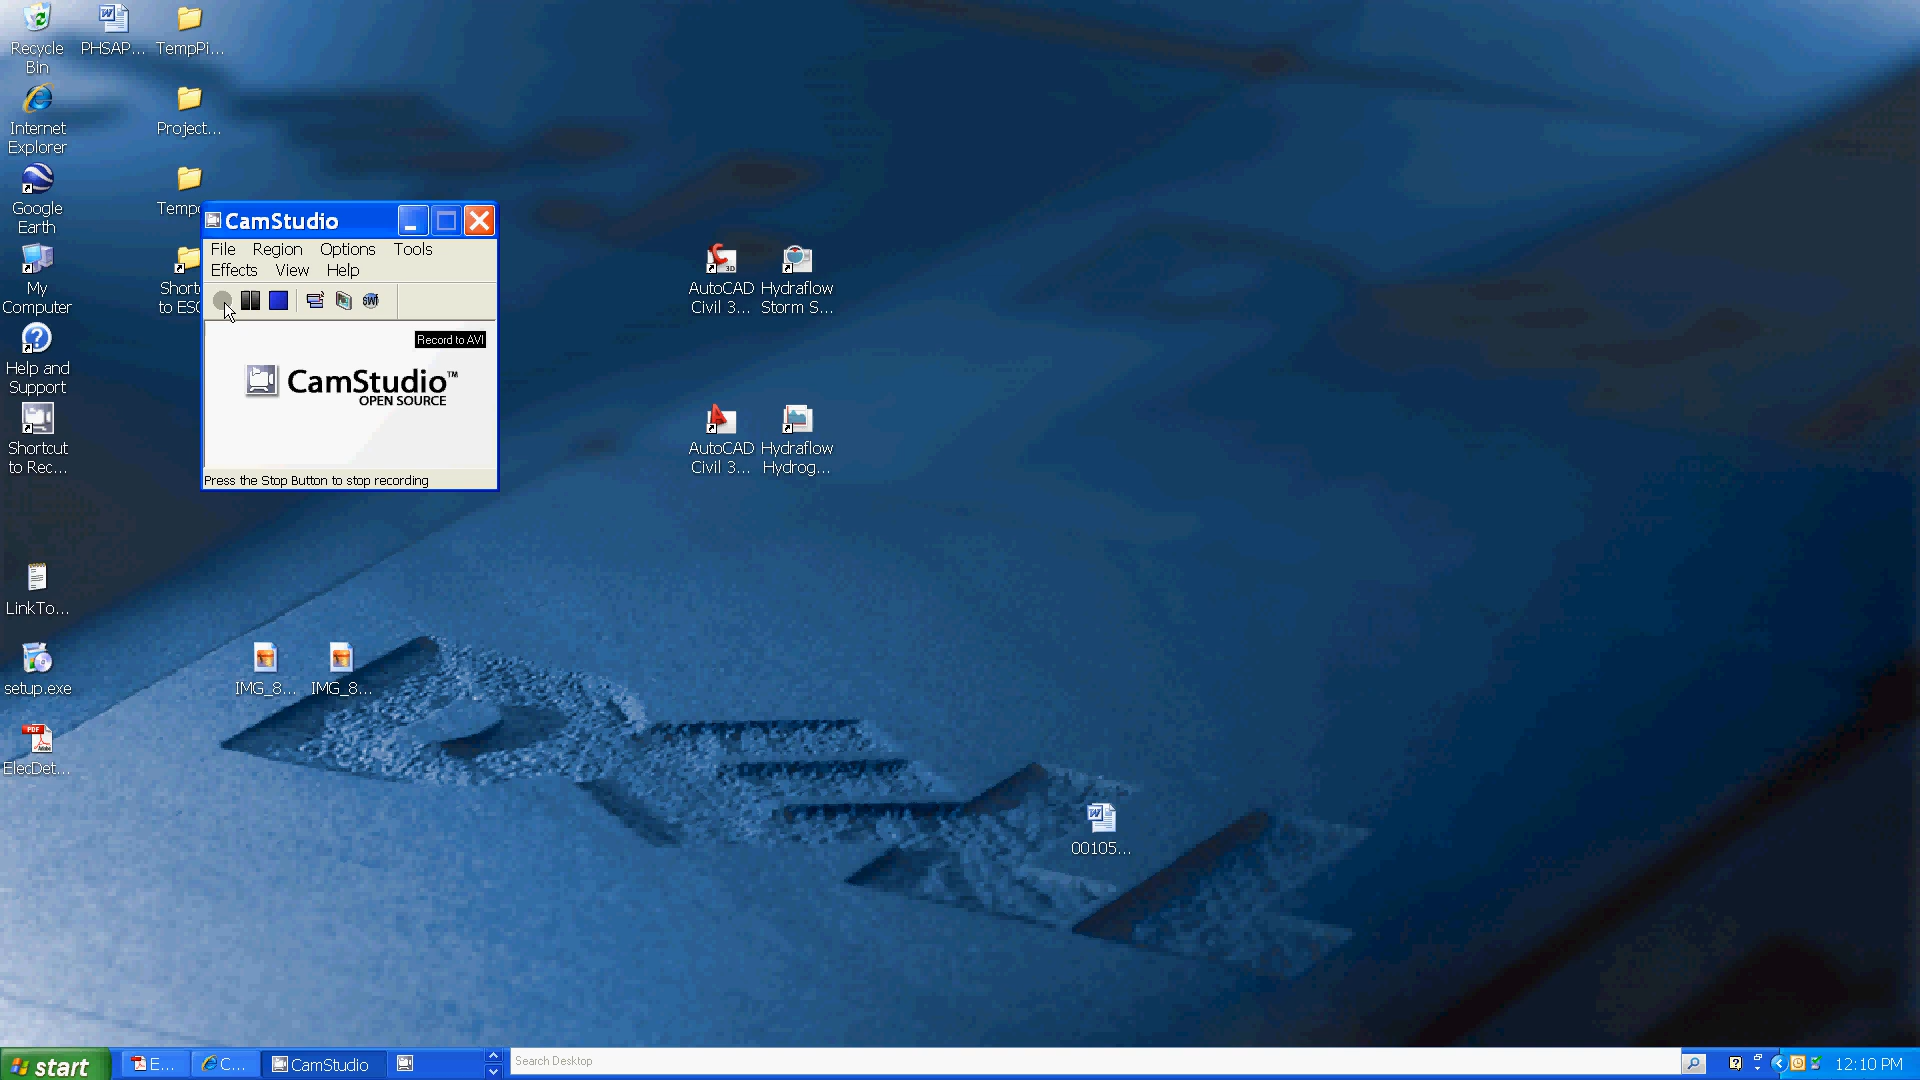 Recycle
Bin
PHSAP...
TempPi...
Internet
Explorer
Project...
Google
Earth
Temp
My
Computer
Short
to ESC
Help and
Support
Shortcut
to Rec...
LinkTo...
setup.exe
ElecDet...
CamStudio
File Region Options Tools
Effects View Help
Record to AVI
CamStudio™
OPEN SOURCE
Press the Stop Button to stop recording
AutoCAD
Civil 3...
Hydraflow
Storm S...
AutoCAD
Civil 3...
Hydraflow
Hydrog...
IMG_8...
IMG_8...
00105...
start
E...
C...
CamStudio
Search Desktop
12:10 PM